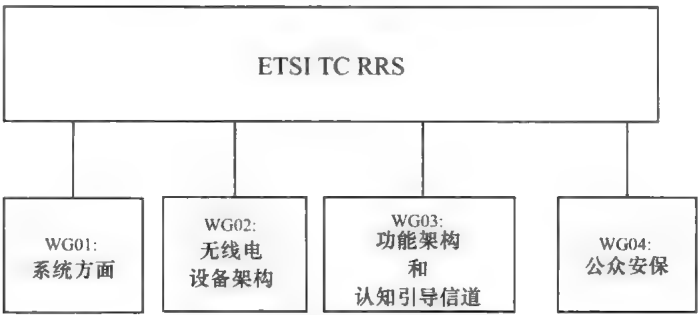 ETSI TC RRS
WG01:
系统方面
WG02:
无线电
设备架构
WG03:
功能架构
和
认知引导信道
WG04:
公众安保